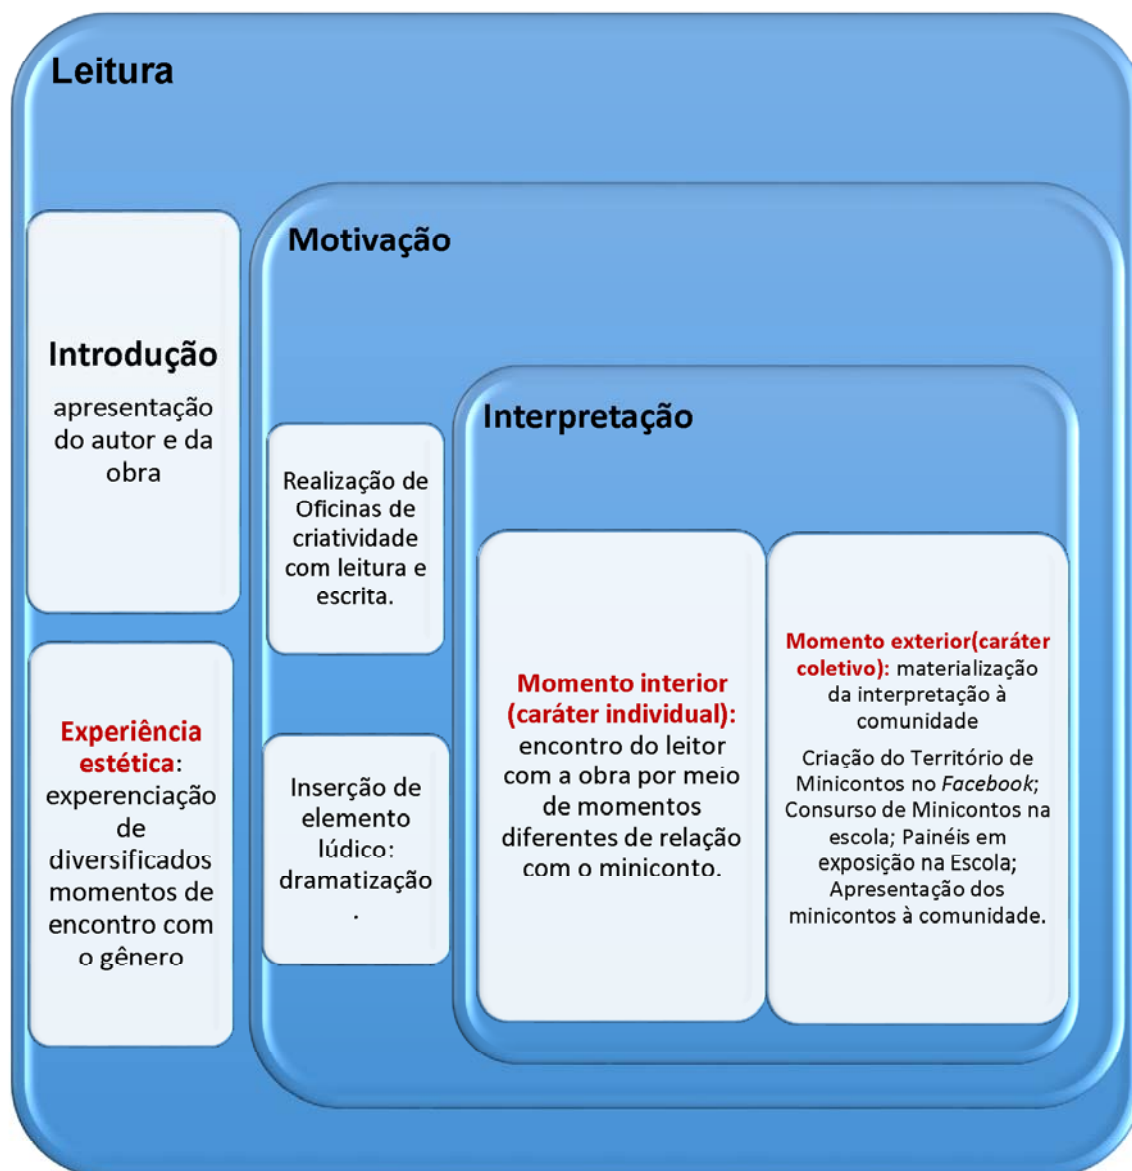 Leitura
Introdução
apresentação
do autor e da
obra
Experiência
estética:
experenciação
de
diversificados
momentos de
encontro com
o gênero
Motivação
Realização de
Oficinas de
criatividade
com leitura e
escrita.
Inserção de
elemento
lúdico:
dramatização
.
Interpretação
Momento interior
(caráter individual):
encontro do leitor
com a obra por meio
de momentos
diferentes de relação
com o miniconto.
Momento exterior(caráter
coletivo): materialização
da interpretação à
comunidade
Criação do Território de
Minicontos no Facebook;
Consurso de Minicontos na
escola; Painéis em
exposição na Escola;
Apresentação dos
minicontos à comunidade.